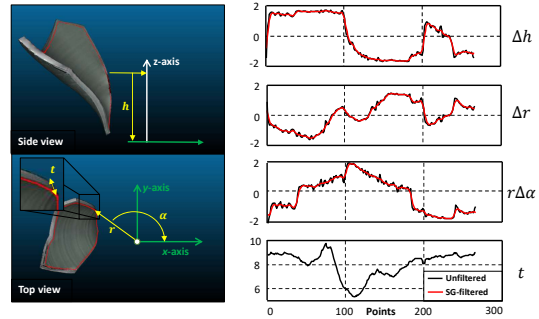 z-axis
h
Side view
t
y-axis
α
r
x-axis
Top view
2
0
-2
Δh
2
0
-2
Δr
2
0
-2
rΔα
10
8
6
Unfiltered
SG-filtered
t
0
100
Points
200
300